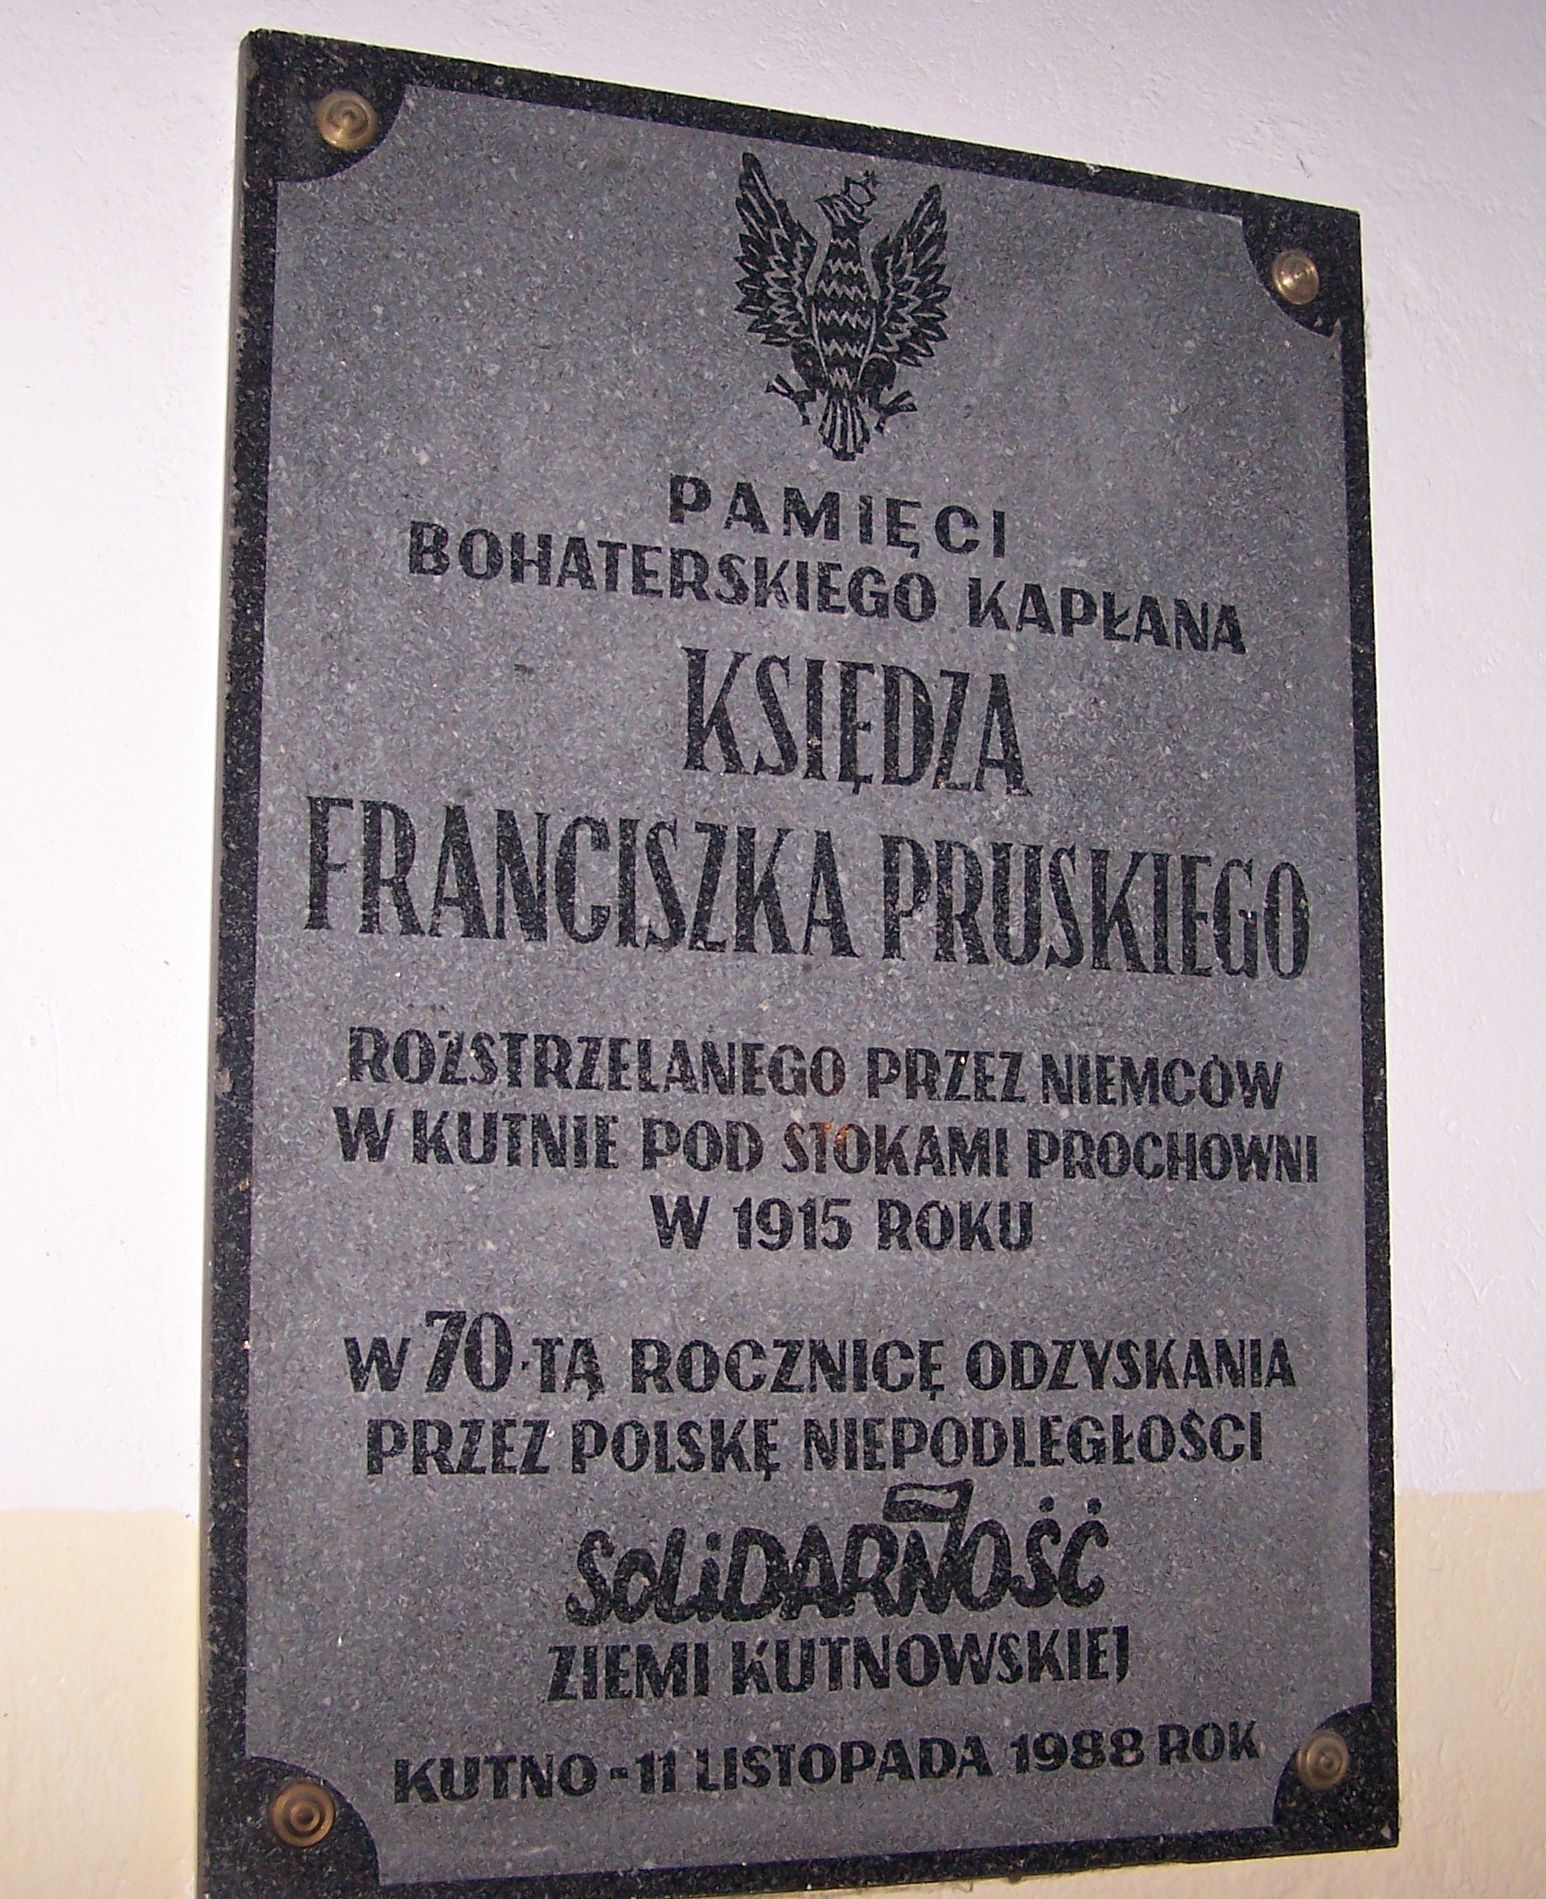 PAMIĘCI
BOHATERSKIEGO KAPŁANA
KSIĘDZA
FRANCISZKA PRUSKIEGO
ROZSTRZELANEGO PRZEZ NIEMCÓW
W KUTNIE POD STOKAMI PROCHOWNI
W 1915 ROKU
W 70-TĄ ROCZNICĘ ODZYSKANIA
PRZEZ POLSKĘ NIEPODLEGŁOŚCI
SOLiDARNOŚĆ
ZIEMI KUTNOWSKIEJ
KUTNO - 11 LISTOPADA 1988 ROK